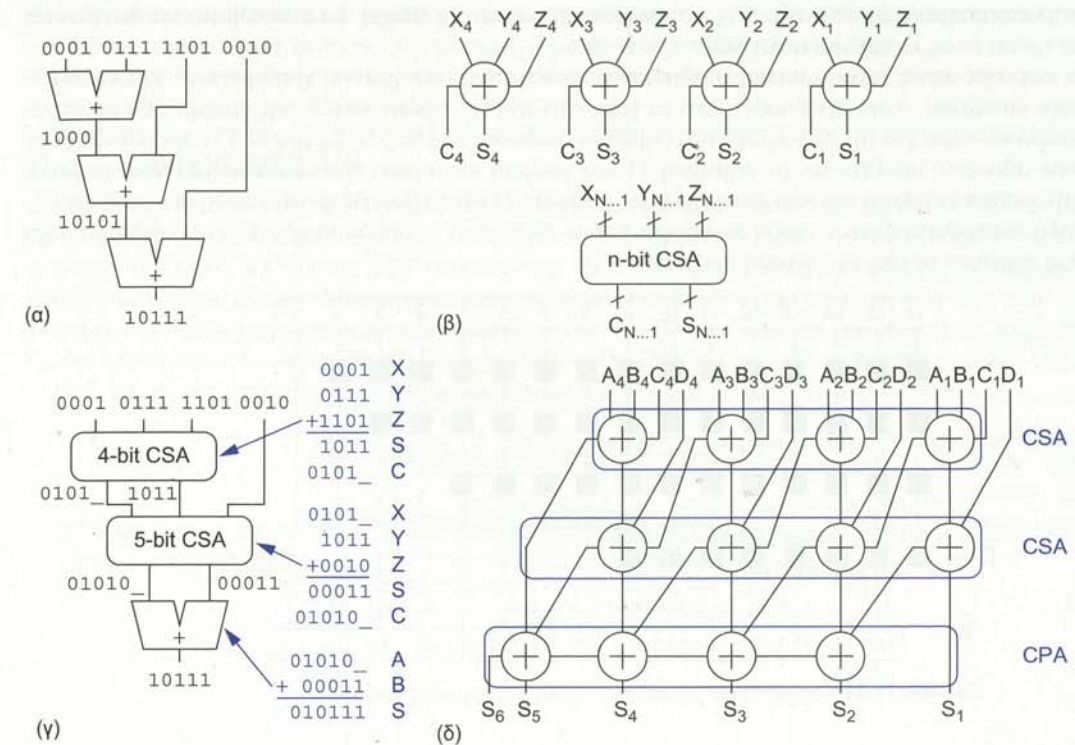 0001 0111 1101 0010
+
1000
+
10101
+
10111
(α)
X4 Y4 Z4 X3 Y3 Z3 X2 Y2 Z2 X1 Y1 Z1
+ + + +
C4 S4 C3 S3 C2 S2 C1 S1
XN...1 YN...1 ZN...1
n-bit CSA
CN...1 SN...1
(β)
0001 0111 1101 0010
4-bit CSA
0101_ 1011
5-bit CSA
01010_ 00011
+
10111
0001 X
0111 Y
+1101 Z
1011 S
0101_ C
0101_ X
1011 Y
+0010 Z
00011 S
01010_ C
01010_ A
+ 00011 B
010111 S
(γ)
A4B4C4D4 A3B3C3D3 A2B2C2D2 A1B1C1D1
+ + + + CSA
+ + + + CSA
+ + + + CPA
S6 S5 S4 S3 S2 S1
(δ)